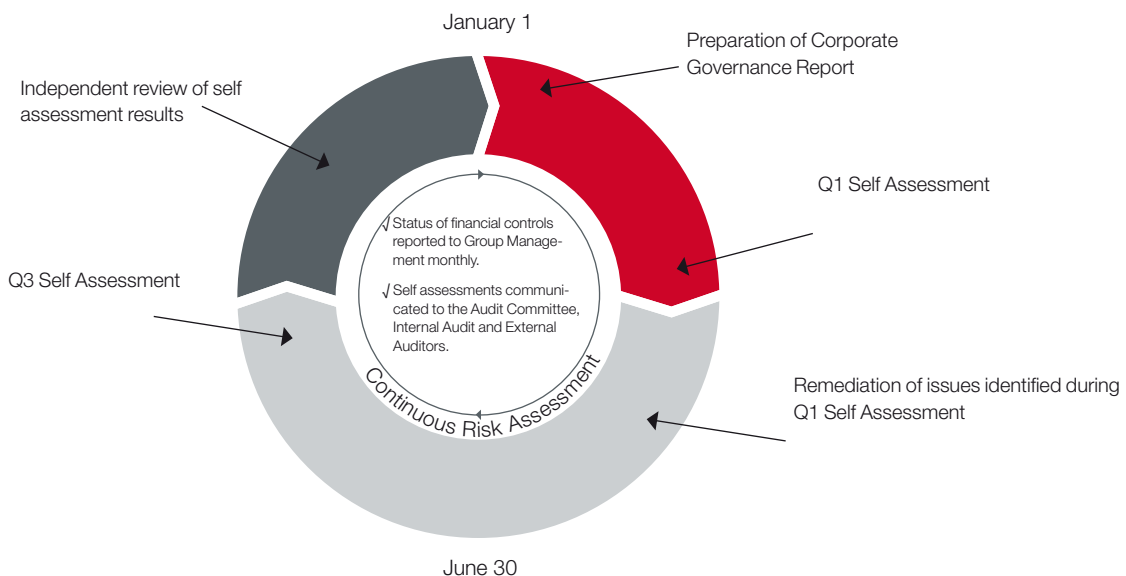 January 1
Preparation of Corporate
Governance Report
Independent review of self
assessment results
Q1 Self Assessment
√ Status of financial controls
reported to Group Manage-
ment monthly.
√ Self assessments communi-
cated to the Audit Committee,
Internal Audit and External
Auditors.
Q3 Self Assessment
Continuous Risk Assessment
Remediation of issues identified during
Q1 Self Assessment
June 30